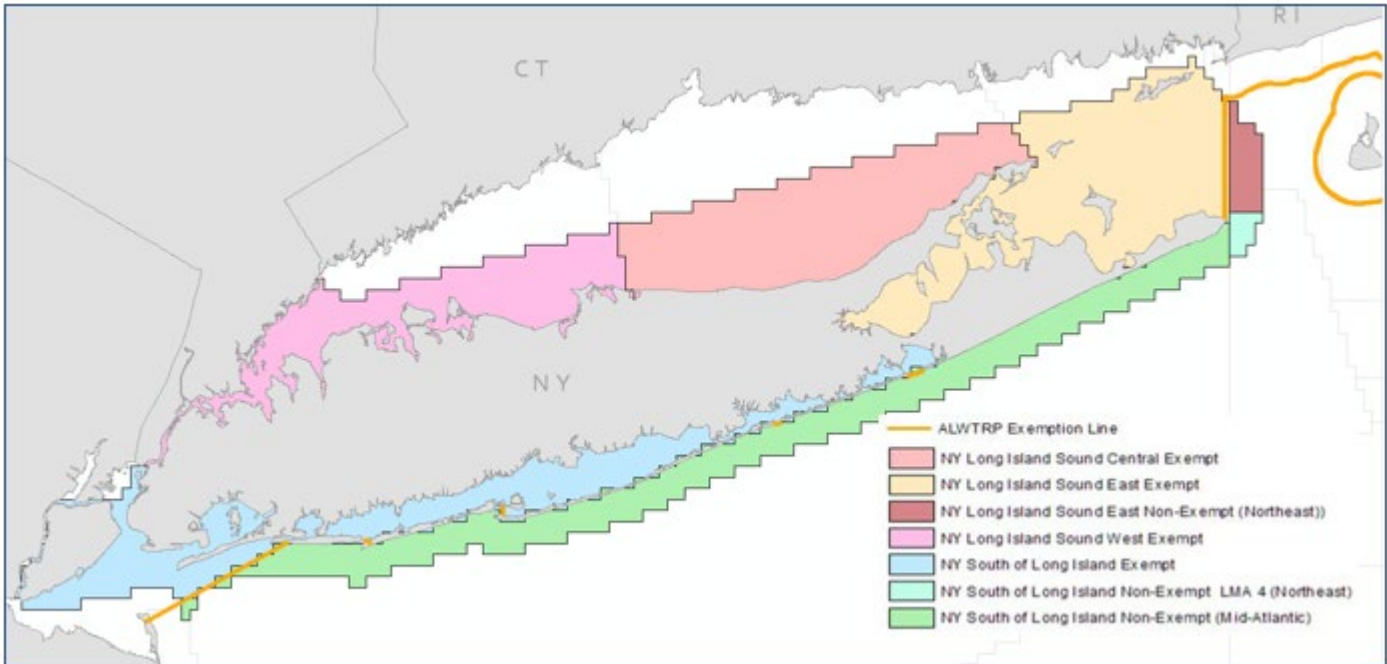 RI
CT
NY
ALWTRP Exemption Line
NY Long Island Sound Central Exempt
NY Long Island Sound East Exempt
NY Long Island Sound East Non-Exempt (Northeast))
NY Long Island Sound West Exempt
NY South of Long Island Exempt
NY South of Long Island Non-Exempt LMA 4 (Northeast)
NY South of Long Island Non-Exempt (Mid-Atlantic)